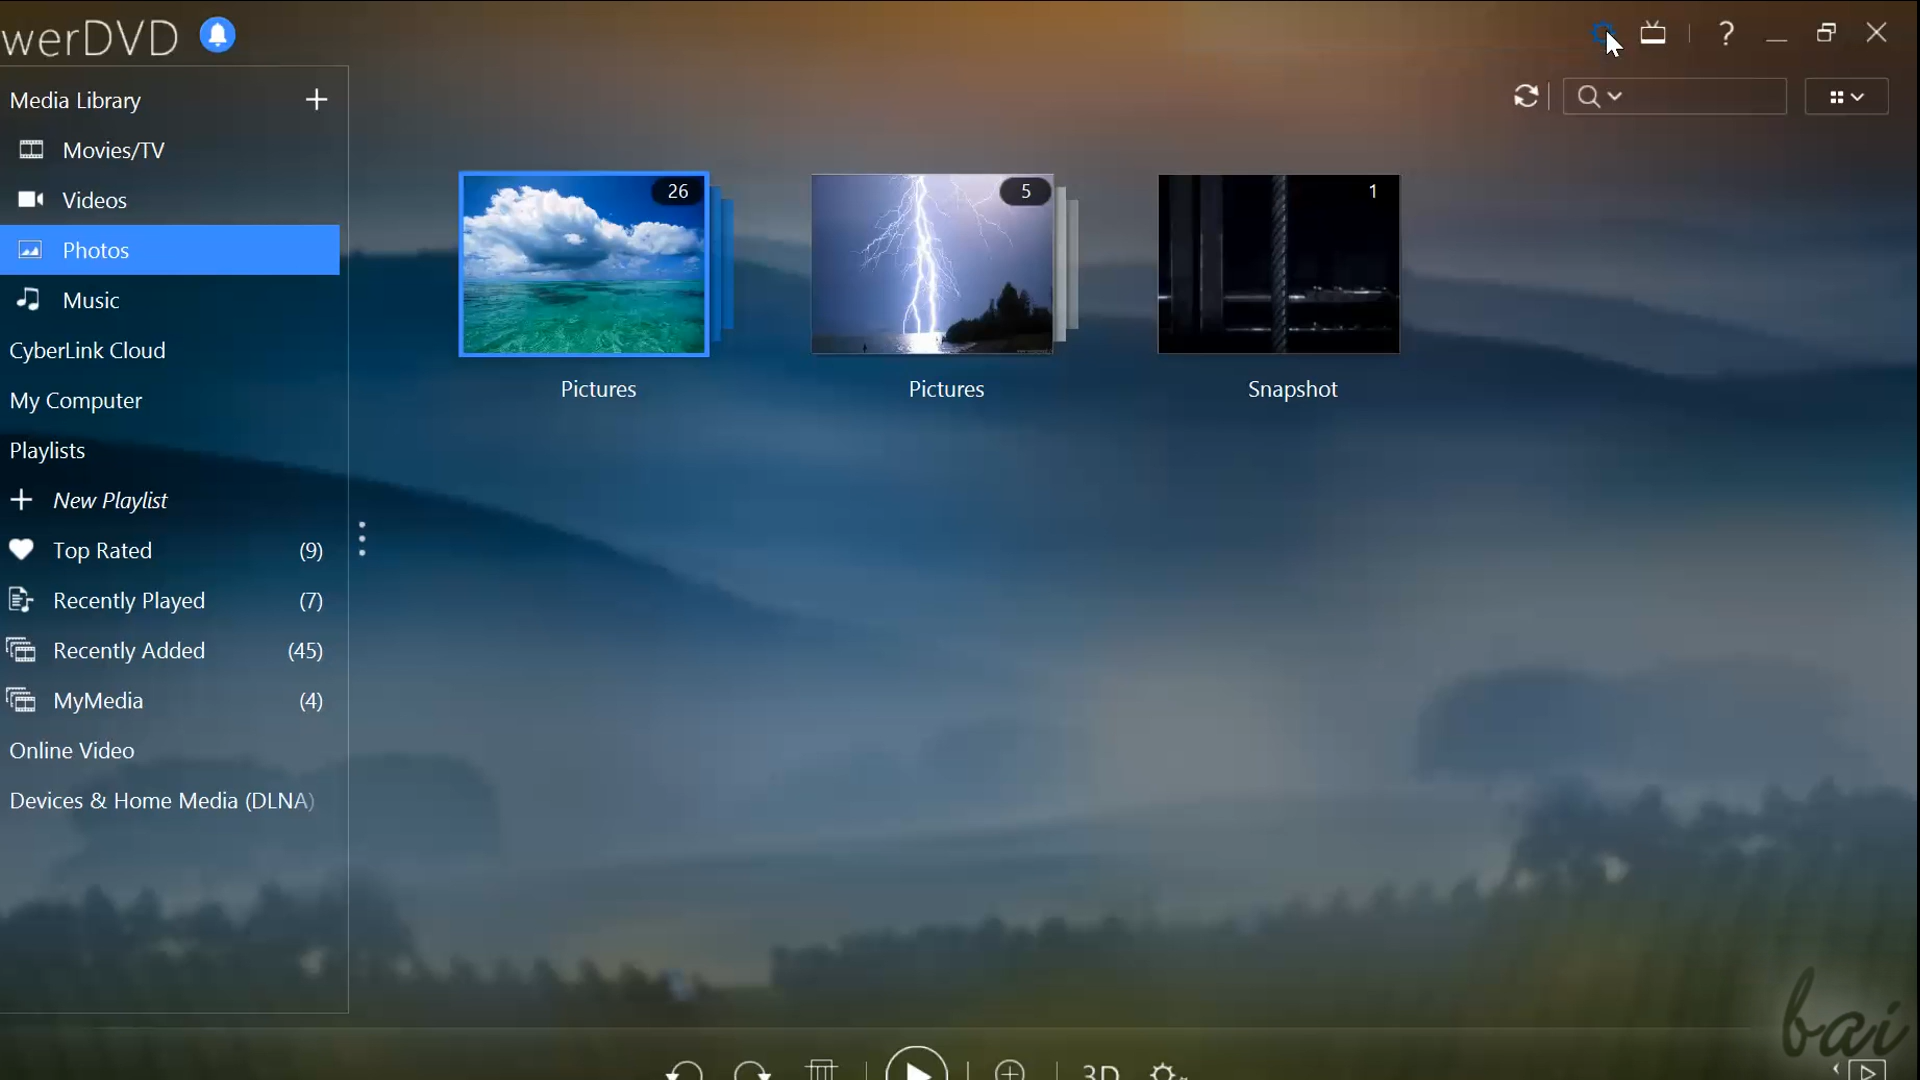 werDVD
?
Media Library
Movies/TV
Videos
Photos
Music
CyberLink Cloud
My Computer
Playlists
New Playlist
Top Rated (9)
Recently Played (7)
Recently Added (45)
MyMedia (4)
Online Video
Devices & Home Media (DLNA)
26
5
1
Pictures
Pictures
Snapshot
3D
bai